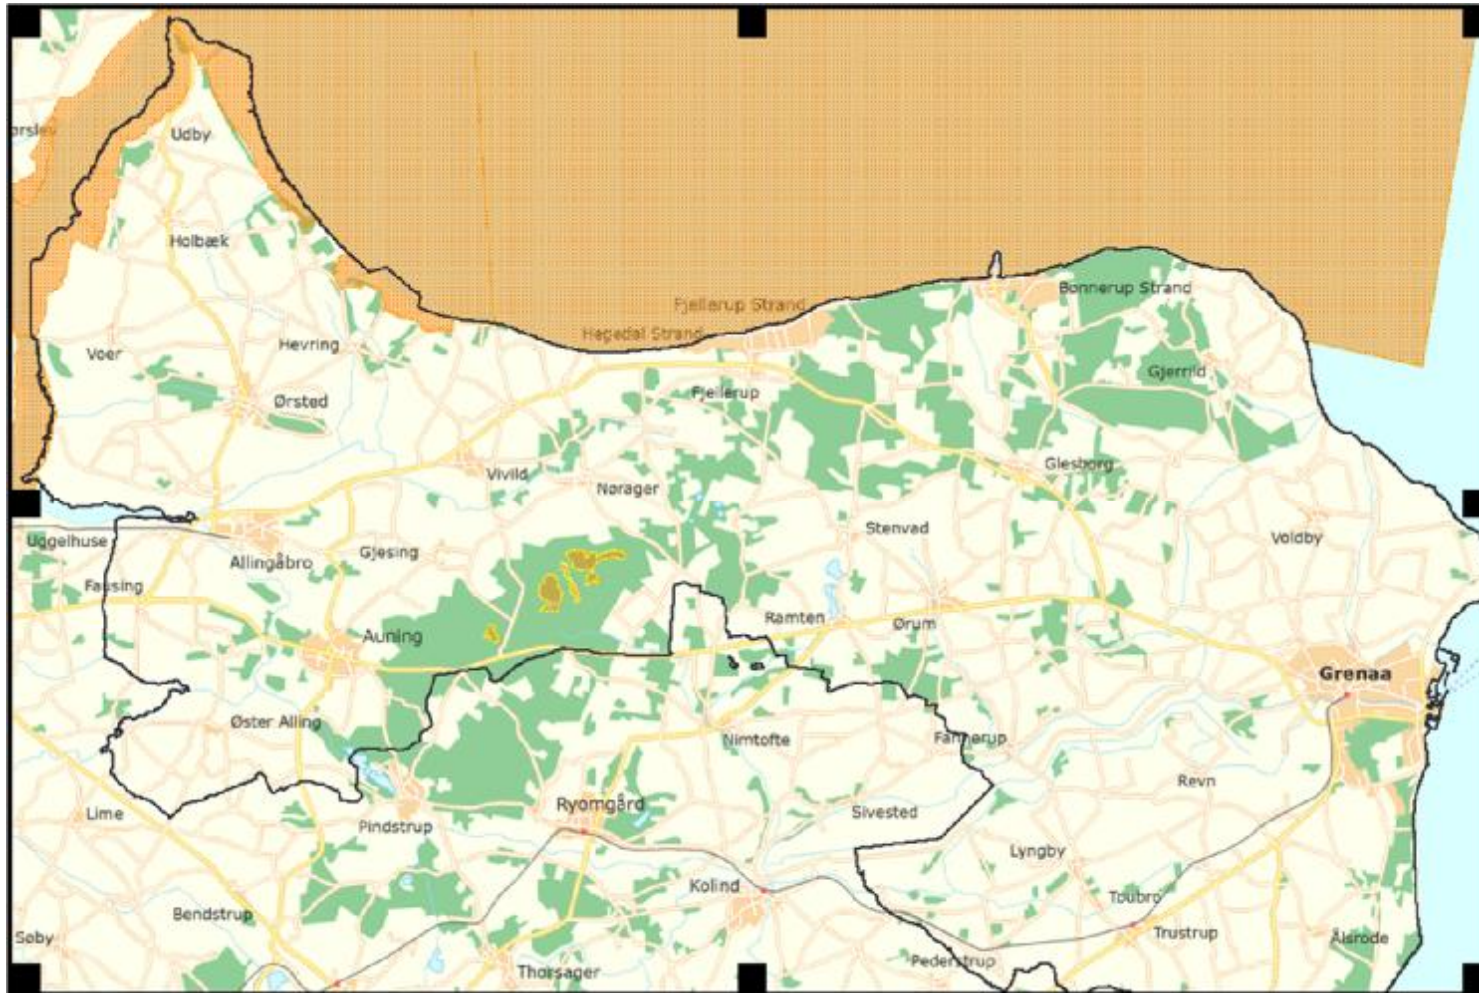 ørslev
Udby
Holbæk
Fjellerup Strand
Bønnerup Strand
Hegedal Strand
Hevring
Voer
Gjerrild
Fjellerup
Ørsted
Glesborg
Vivild
Nørager
Stenvad
Voldby
Uggelhuse
Gjesing
Allingåbro
Fausing
Ramten
Ørum
Auning
Grenaa
Øster Alling
Nimtofte
Fannerup
Revn
Ryomgård
Sivested
Lime
Pindstrup
Lyngby
Kolind
Toubro
Bendstrup
Trustrup
Søby
Ålsrode
Pederstrup
Thorsager